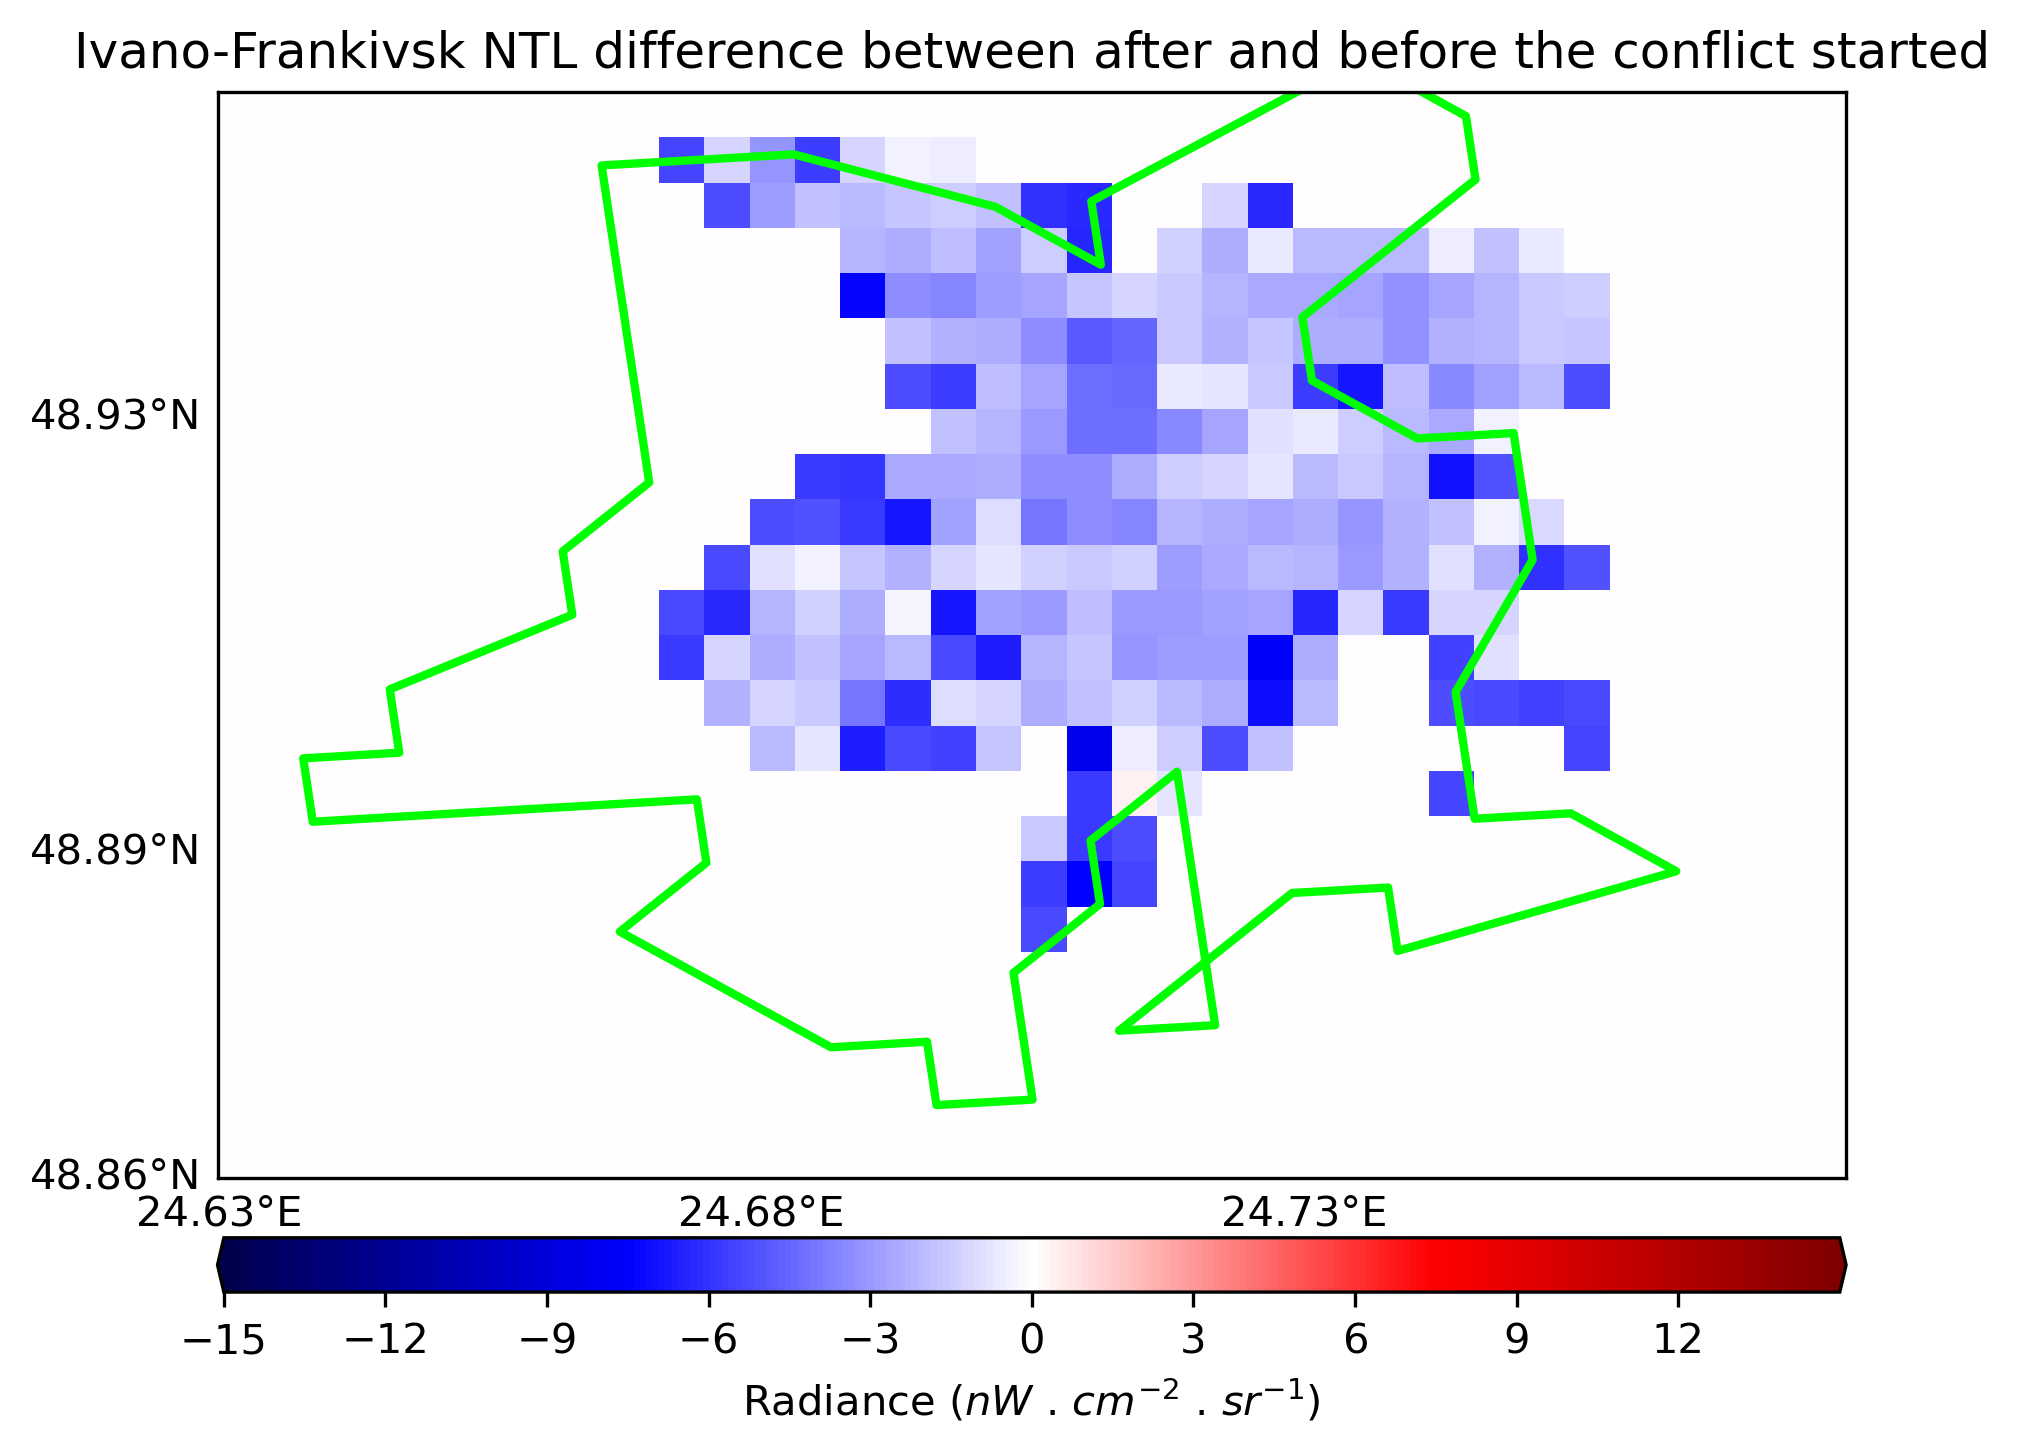 Ivano-Frankivsk NTL difference between after and before the conflict started
48.93°N
48.89°N
48.86°N
24.63°E 24.68°E 24.73°E
−15 −12 −9 −6 −3 0 3 6 9 12
Radiance (nW . cm⁻² . sr⁻¹)